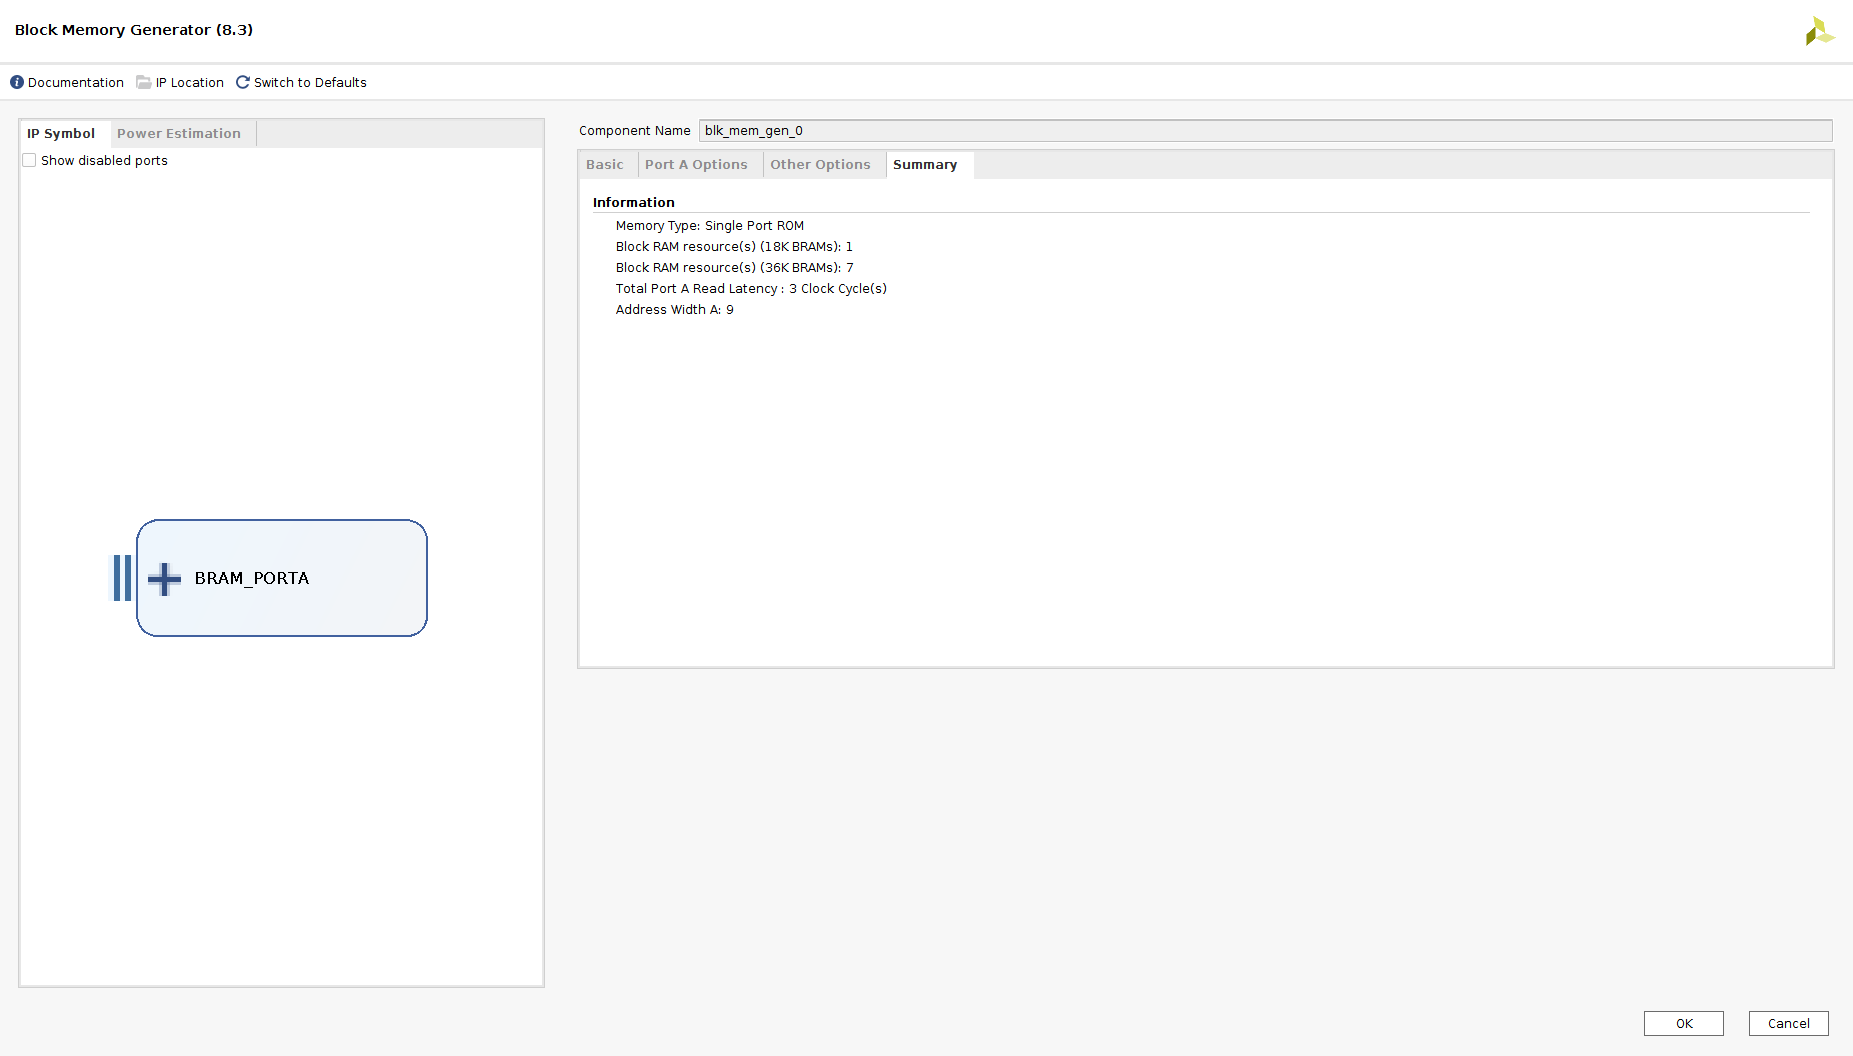 Block Memory Generator (8.3)
Documentation IP Location Switch to Defaults
IP Symbol Power Estimation
Show disabled ports
BRAM_PORTA
Component Name blk_mem_gen_0
Basic Port A Options Other Options Summary
Information
Memory Type: Single Port ROM
Block RAM resource(s) (18K BRAMs): 1
Block RAM resource(s) (36K BRAMs): 7
Total Port A Read Latency : 3 Clock Cycle(s)
Address Width A: 9
OK Cancel